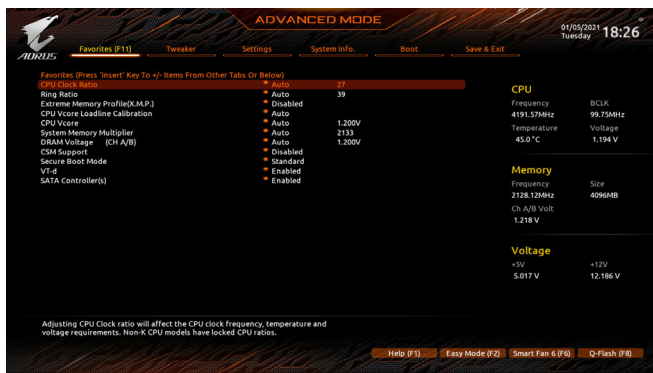 ADVANCED MODE
01/05/2021 Tuesday 18:26
AORUS
Favorites (F11) Tweaker Settings System Info. Boot Save & Exit
Favorites (Press 'Insert' Key To +/- Items From Other Tabs Or Below)
CPU Clock Ratio * Auto 27
Ring Ratio * Auto 39
Extreme Memory Profile(X.M.P.) * Disabled
CPU Vcore Loadline Calibration * Auto
CPU Vcore * Auto 1.200V
System Memory Multiplier * Auto 2133
DRAM Voltage (CH A/B) * Auto 1.200V
CSM Support * Disabled
Secure Boot Mode * Standard
VT-d * Enabled
SATA Controller(s) * Enabled
CPU
Frequency BCLK
4191.57MHz 99.75MHz
Temperature Voltage
45.0 °C 1.194 V
Memory
Frequency Size
2128.12MHz 4096MB
Ch A/B Volt
1.218 V
Voltage
+5V +12V
5.017 V 12.186 V
Adjusting CPU Clock ratio will affect the CPU clock frequency, temperature and
voltage requirements. Non-K CPU models have locked CPU ratios.
Help (F1) Easy Mode (F2) Smart Fan 6 (F6) Q-Flash (F8)